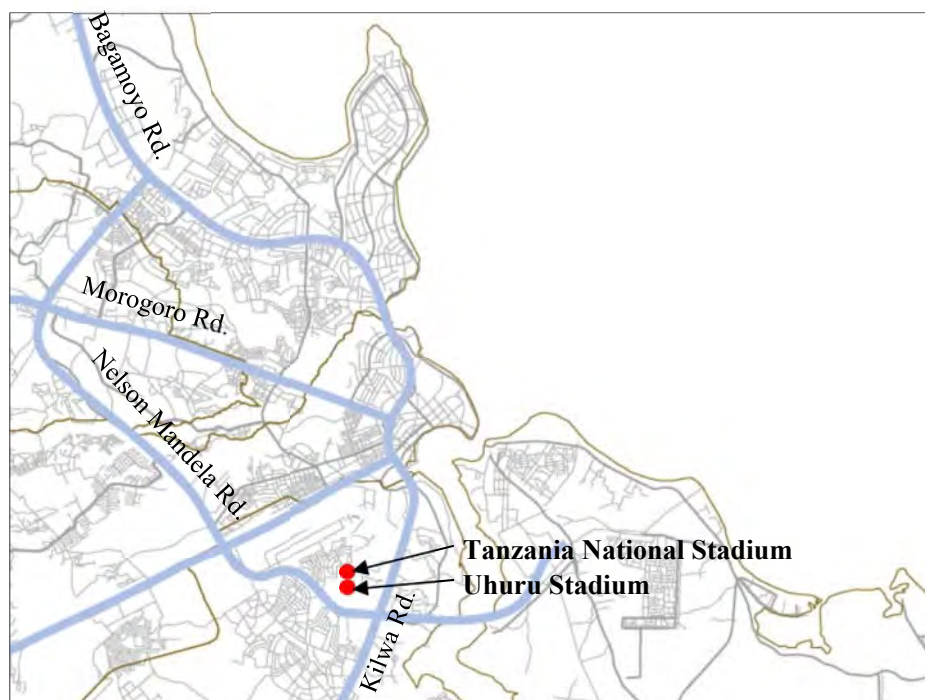 Bagamoyo Rd.
Morogoro Rd.
Nelson Mandela Rd.
Tanzania National Stadium
Uhuru Stadium
Kilwa Rd.